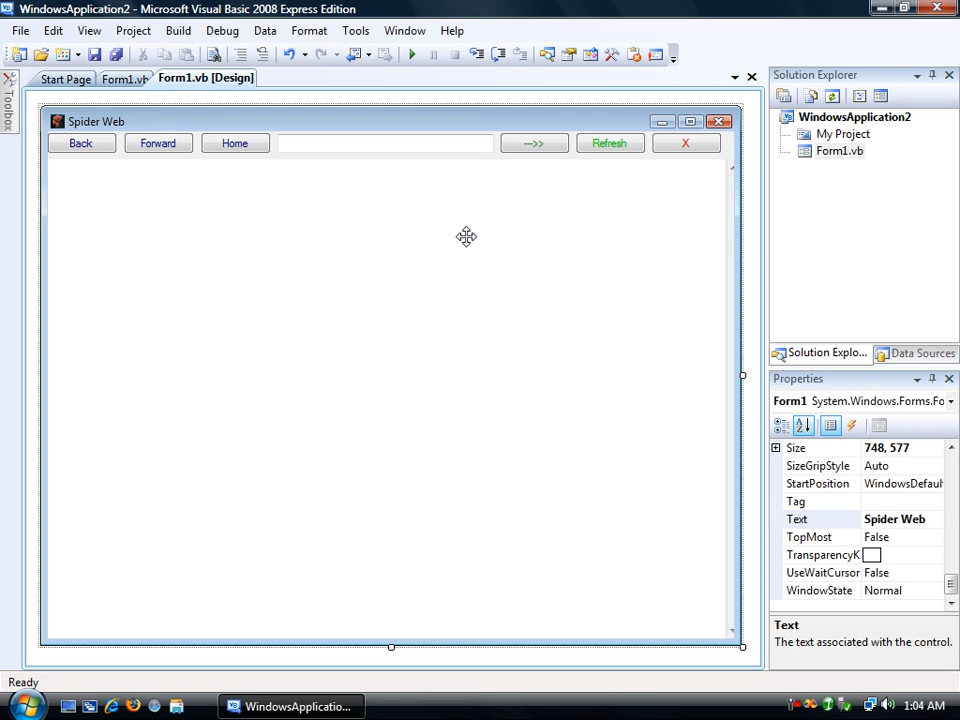 WindowsApplication2 - Microsoft Visual Basic 2008 Express Edition
File Edit View Project Build Debug Data Format Tools Window Help
Toolbox
Start Page Form1.vb Form1.vb [Design]
Spider Web
Back Forward Home --->> Refresh X
Solution Explorer
WindowsApplication2
My Project
Form1.vb
Solution Explo... Data Sources
Properties
Form1 System.Windows.Forms.Fo
Size 748, 577
SizeGripStyle Auto
StartPosition WindowsDefaul
Tag
Text Spider Web
TopMost False
TransparencyK
UseWaitCursor False
WindowState Normal
Text
The text associated with the control.
Ready
WindowsApplicatio... 1:04 AM